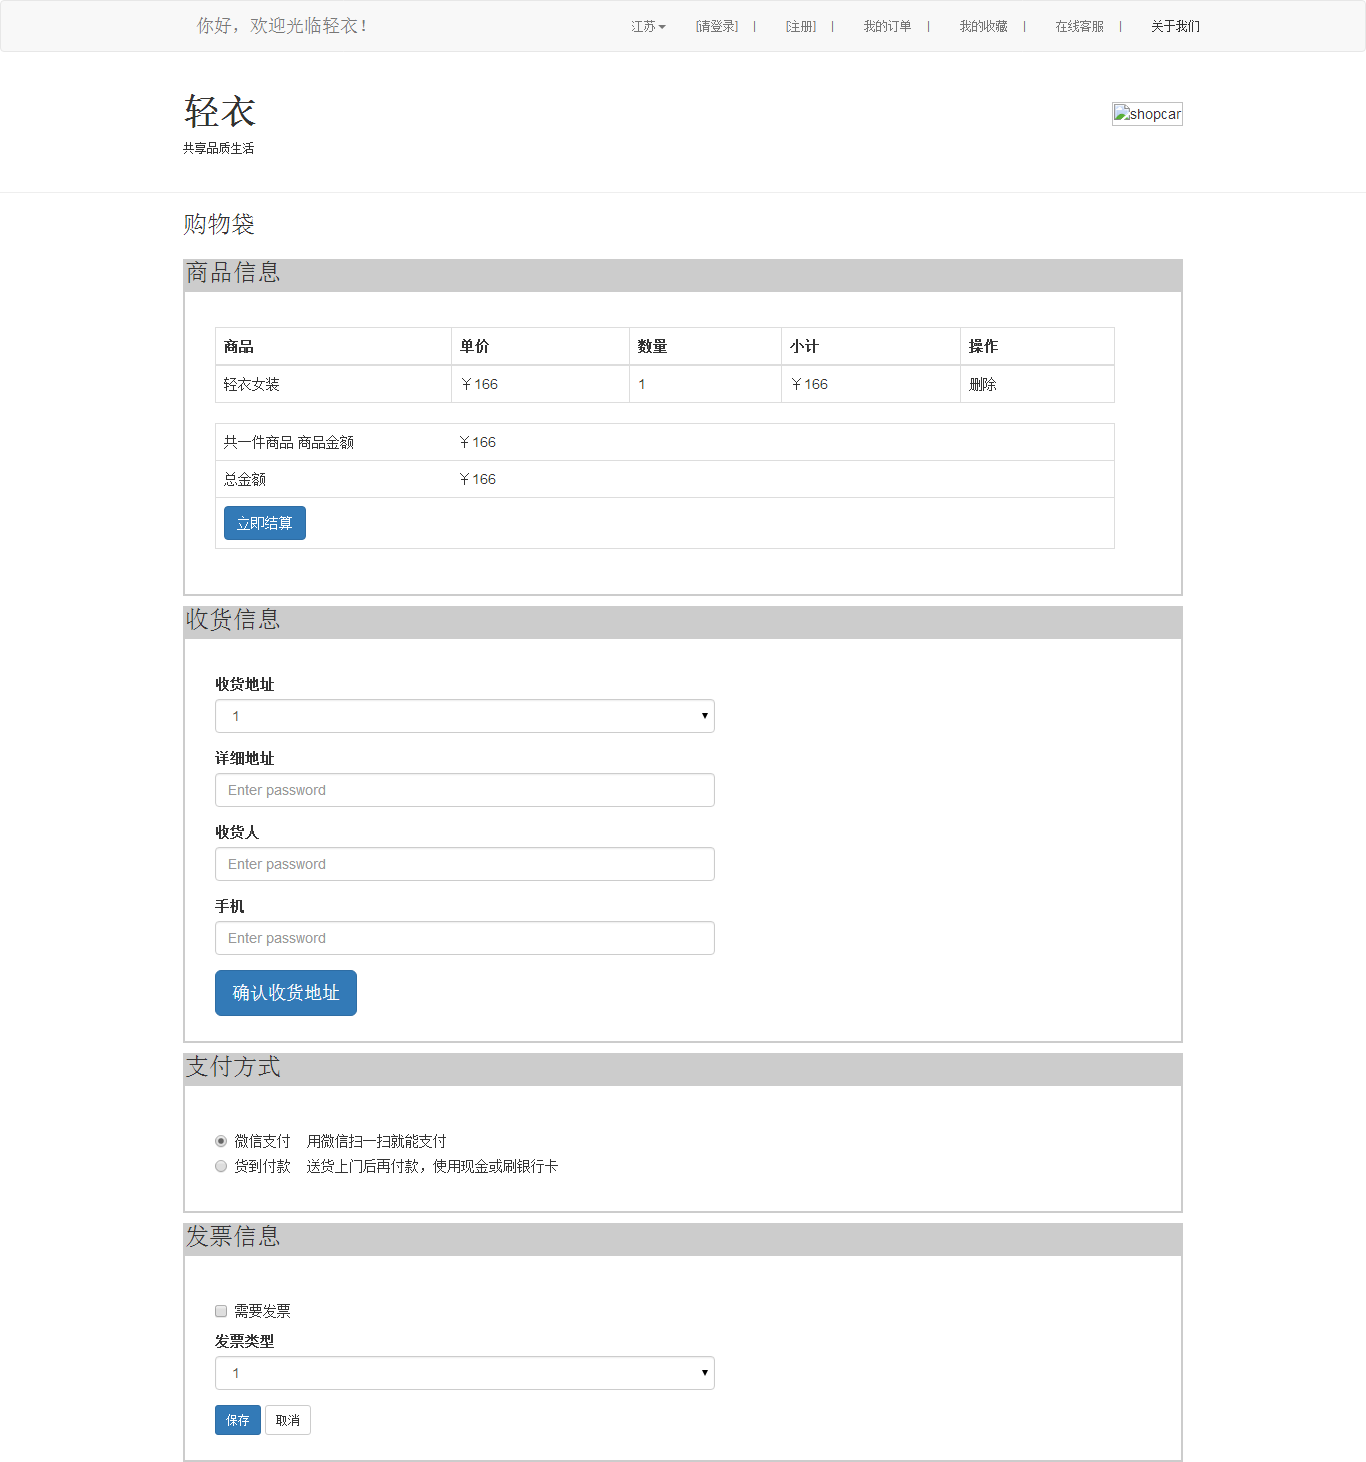 你好，欢迎光临轻衣！ 江苏 [请登录] | [注册] | 我的订单 | 我的收藏 | 在线客服 | 关于我们
轻衣
shopcar
共享品质生活
购物袋
商品信息
商品 单价 数量 小计 操作
轻衣女装 ￥166 1 ￥166 删除
共一件商品 商品金额 ￥166
总金额 ￥166
立即结算
收货信息
收货地址
1
详细地址
Enter password
收货人
Enter password
手机
Enter password
确认收货地址
支付方式
微信支付 用微信扫一扫就能支付
货到付款 送货上门后再付款，使用现金或刷银行卡
发票信息
需要发票
发票类型
1
保存 取消